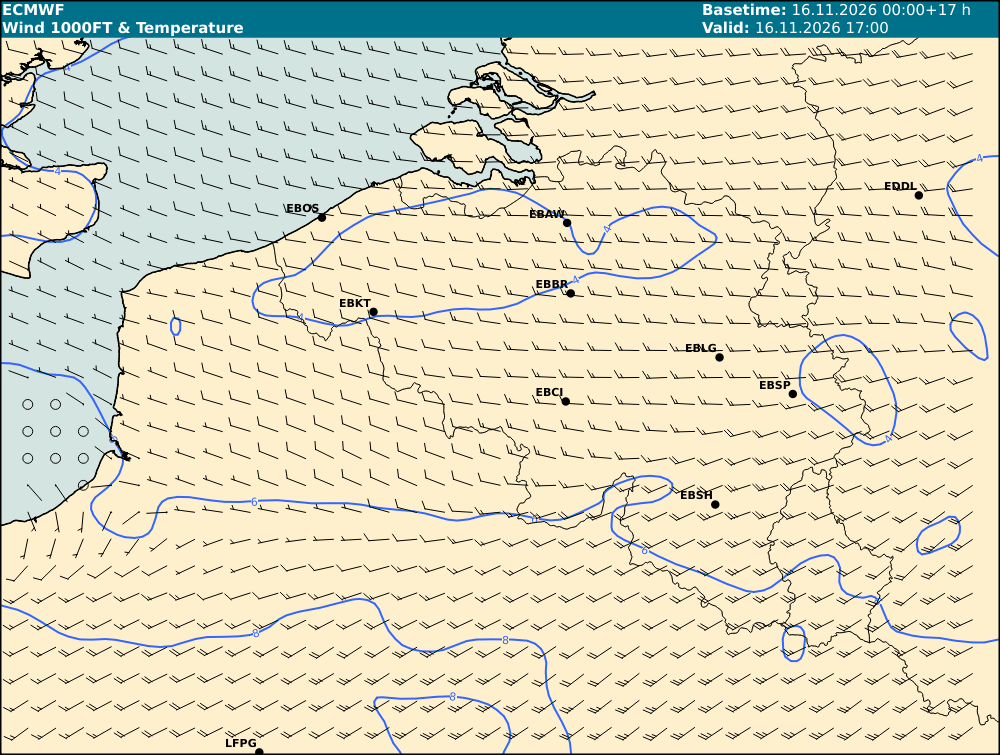 ECMWF
Basetime: 16.11.2026 00:00+17 h
Wind 1000FT & Temperature
Valid: 16.11.2026 17:00
4
4
4
EDDL
EBOS
EBAW
4
EBBR
4
EBKT
4
EBLG
EBSP
EBCI
4
6
EBSH
6
6
8
8
8
LFPG